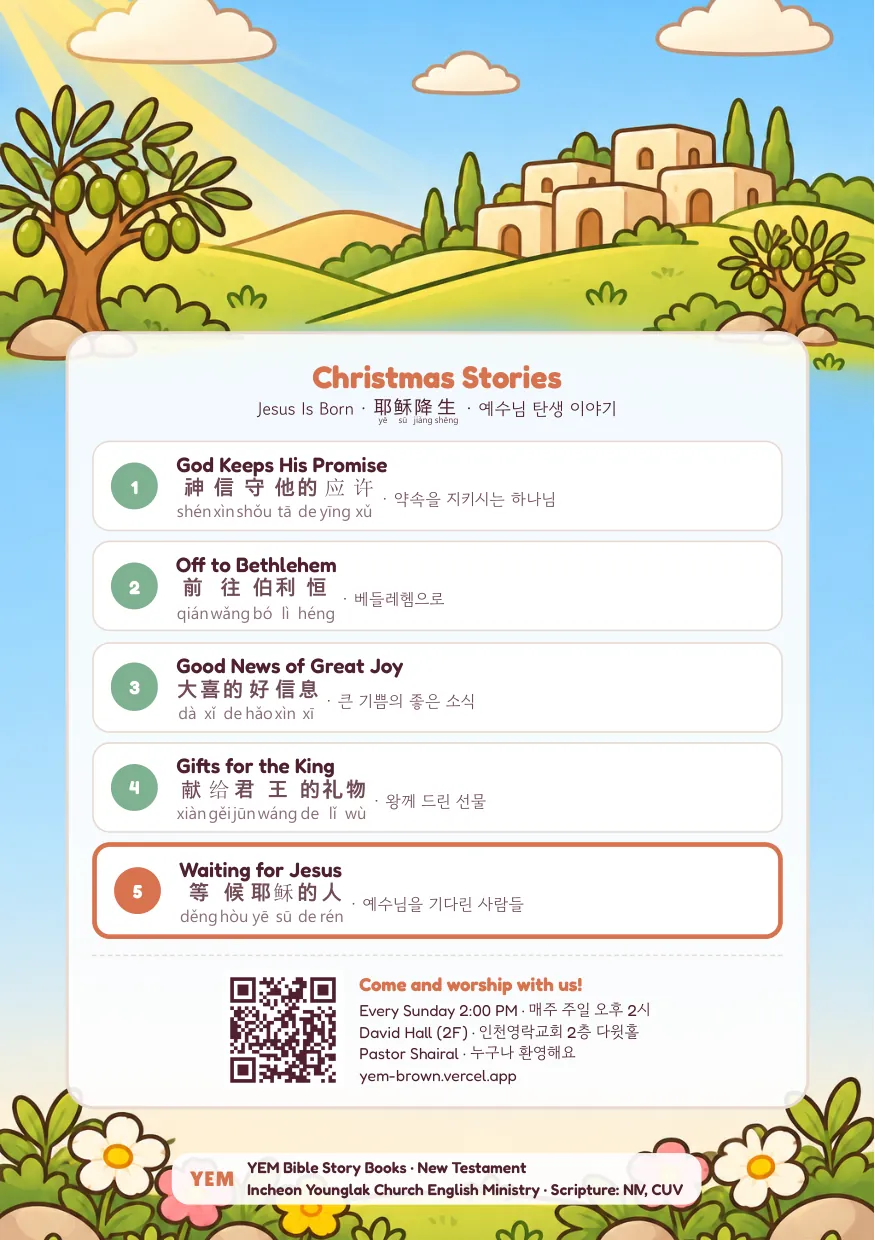 Christmas Stories
Jesus Is Born · 耶稣降生 · 예수님 탄생 이야기
yē sū jiàng shēng
1
God Keeps His Promise
神信守他的应许 · 약속을 지키시는 하나님
shén xìn shǒu tā de yīng xǔ
2
Off to Bethlehem
前往伯利恒 · 베들레헴으로
qián wǎng bó lì héng
3
Good News of Great Joy
大喜的好信息 · 큰 기쁨의 좋은 소식
dà xǐ de hǎo xìn xī
4
Gifts for the King
献给君王的礼物 · 왕께 드린 선물
xiàn gěi jūn wáng de lǐ wù
5
Waiting for Jesus
等候耶稣的人 · 예수님을 기다린 사람들
děng hòu yē sū de rén
Come and worship with us!
Every Sunday 2:00 PM · 매주 주일 오후 2시
David Hall (2F) · 인천영락교회 2층 다윗홀
Pastor Shairal · 누구나 환영해요
yem-brown.vercel.app
YEM
YEM Bible Story Books · New Testament
Incheon Younglak Church English Ministry · Scripture: NIV, CUV